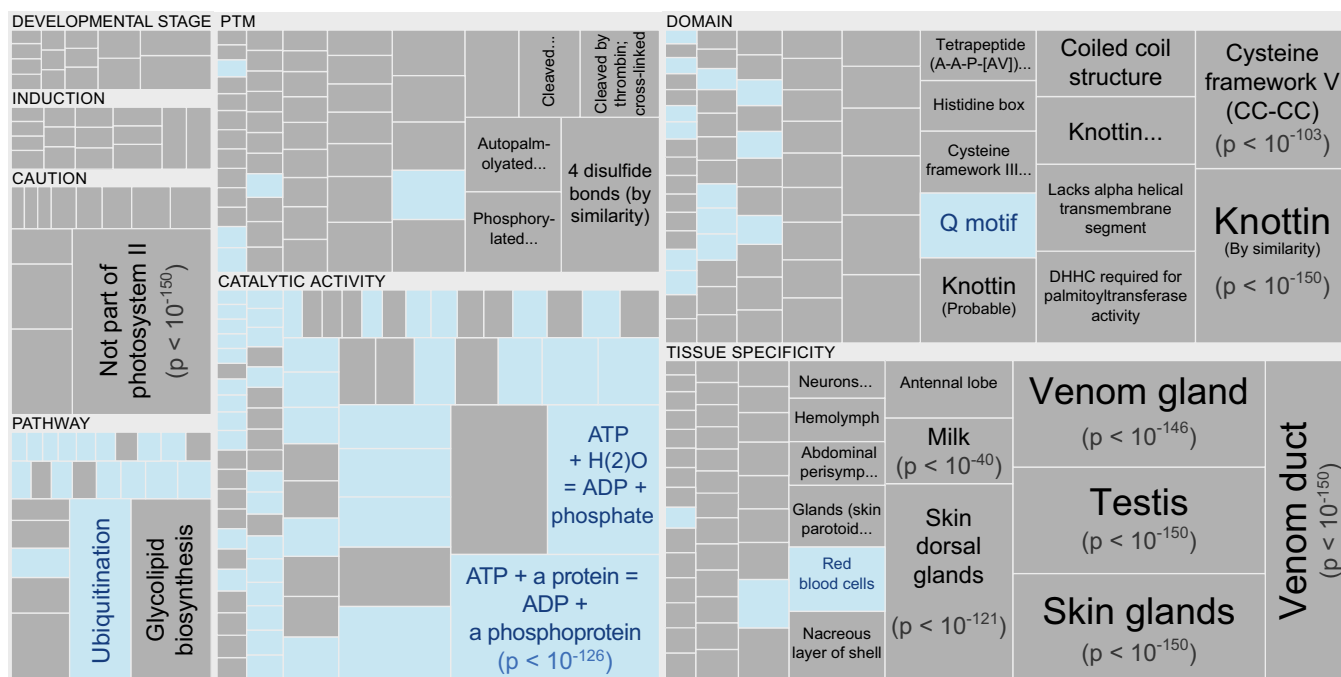 DEVELOPMENTAL STAGE
INDUCTION
CAUTION
Not part of
photosystem II
(p < 10-150)
PATHWAY
Ubiquitination
Glycolipid
biosynthesis
PTM
Cleaved...
Cleaved by
thrombin;
cross-linked
Autopalm-
olyated...
Phosphory-
lated...
4 disulfide
bonds (by
similarity)
CATALYTIC ACTIVITY
ATP
+ H(2)O
= ADP +
phosphate
ATP + a protein =
ADP +
a phosphoprotein
(p < 10-126)
DOMAIN
Tetrapeptide
(A-A-P-[AV])...
Histidine box
Cysteine
framework III...
Q motif
Knottin
(Probable)
Coiled coil
structure
Knottin...
Lacks alpha helical
transmembrane
segment
DHHC required for
palmitoyltransferase
activity
Cysteine
framework V
(CC-CC)
(p < 10-103)
Knottin
(By similarity)
(p < 10-150)
TISSUE SPECIFICITY
Neurons...
Hemolymph
Abdominal
perisymp...
Glands (skin
parotoid...
Red
blood cells
Nacreous
layer of shell
Antennal lobe
Milk
(p < 10-40)
Skin
dorsal
glands
(p < 10-121)
Venom gland
(p < 10-146)
Testis
(p < 10-150)
Skin glands
(p < 10-150)
Venom duct
(p < 10-150)